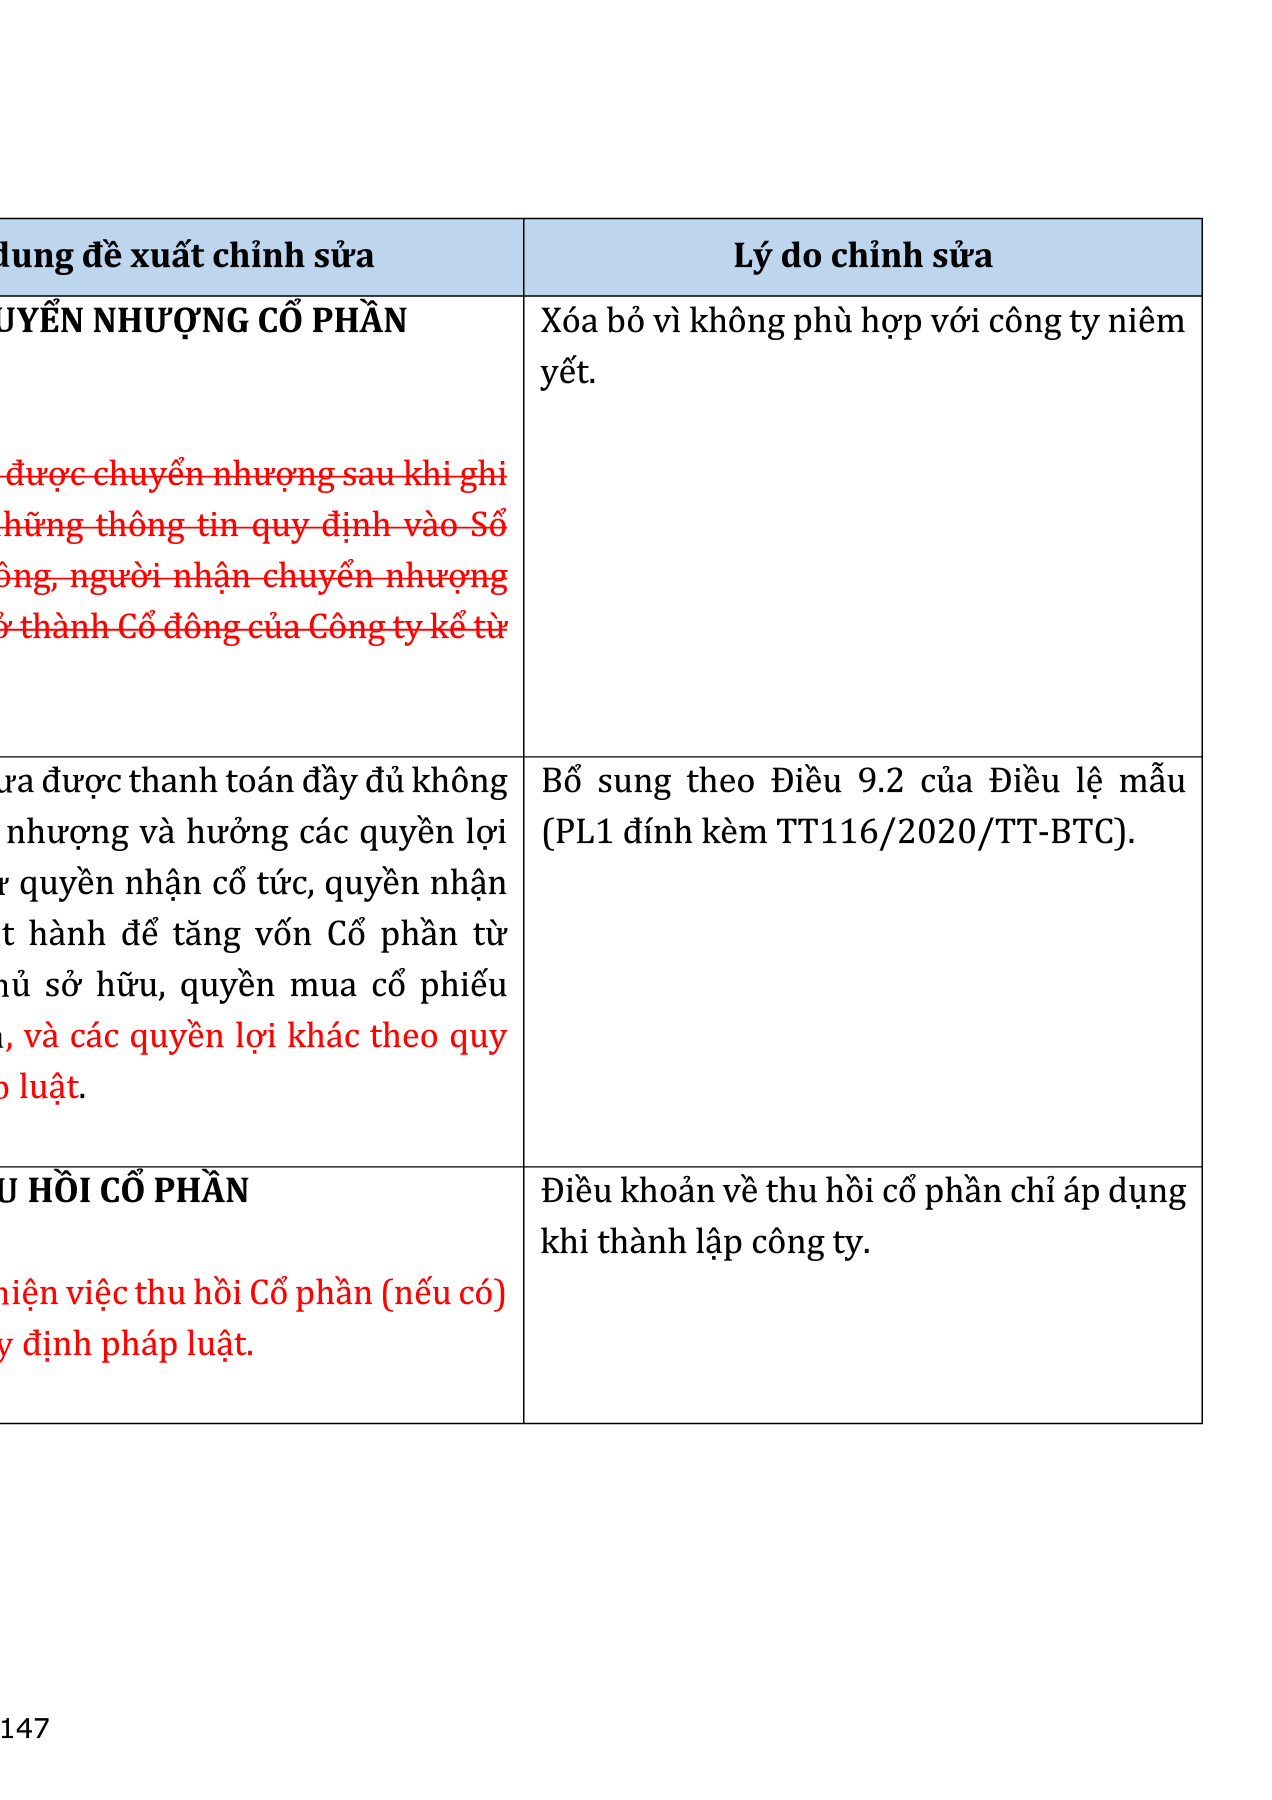 dung đề xuất chỉnh sửa
Lý do chỉnh sửa
UYỂN NHƯỢNG CỔ PHẦN
được chuyển nhượng sau khi ghi
những thông tin quy định vào Sổ
ông, người nhận chuyển nhượng
ở thành Cổ đông của Công ty kể từ
Xóa bỏ vì không phù hợp với công ty niêm
yết.
ưa được thanh toán đầy đủ không
nhượng và hưởng các quyền lợi
ư quyền nhận cổ tức, quyền nhận
t hành để tăng vốn Cổ phần từ
hủ sở hữu, quyền mua cổ phiếu
, và các quyền lợi khác theo quy
p luật.
Bổ sung theo Điều 9.2 của Điều lệ mẫu
(PL1 đính kèm TT116/2020/TT-BTC).
U HỒI CỔ PHẦN
hiện việc thu hồi Cổ phần (nếu có)
y định pháp luật.
Điều khoản về thu hồi cổ phần chỉ áp dụng
khi thành lập công ty.
147